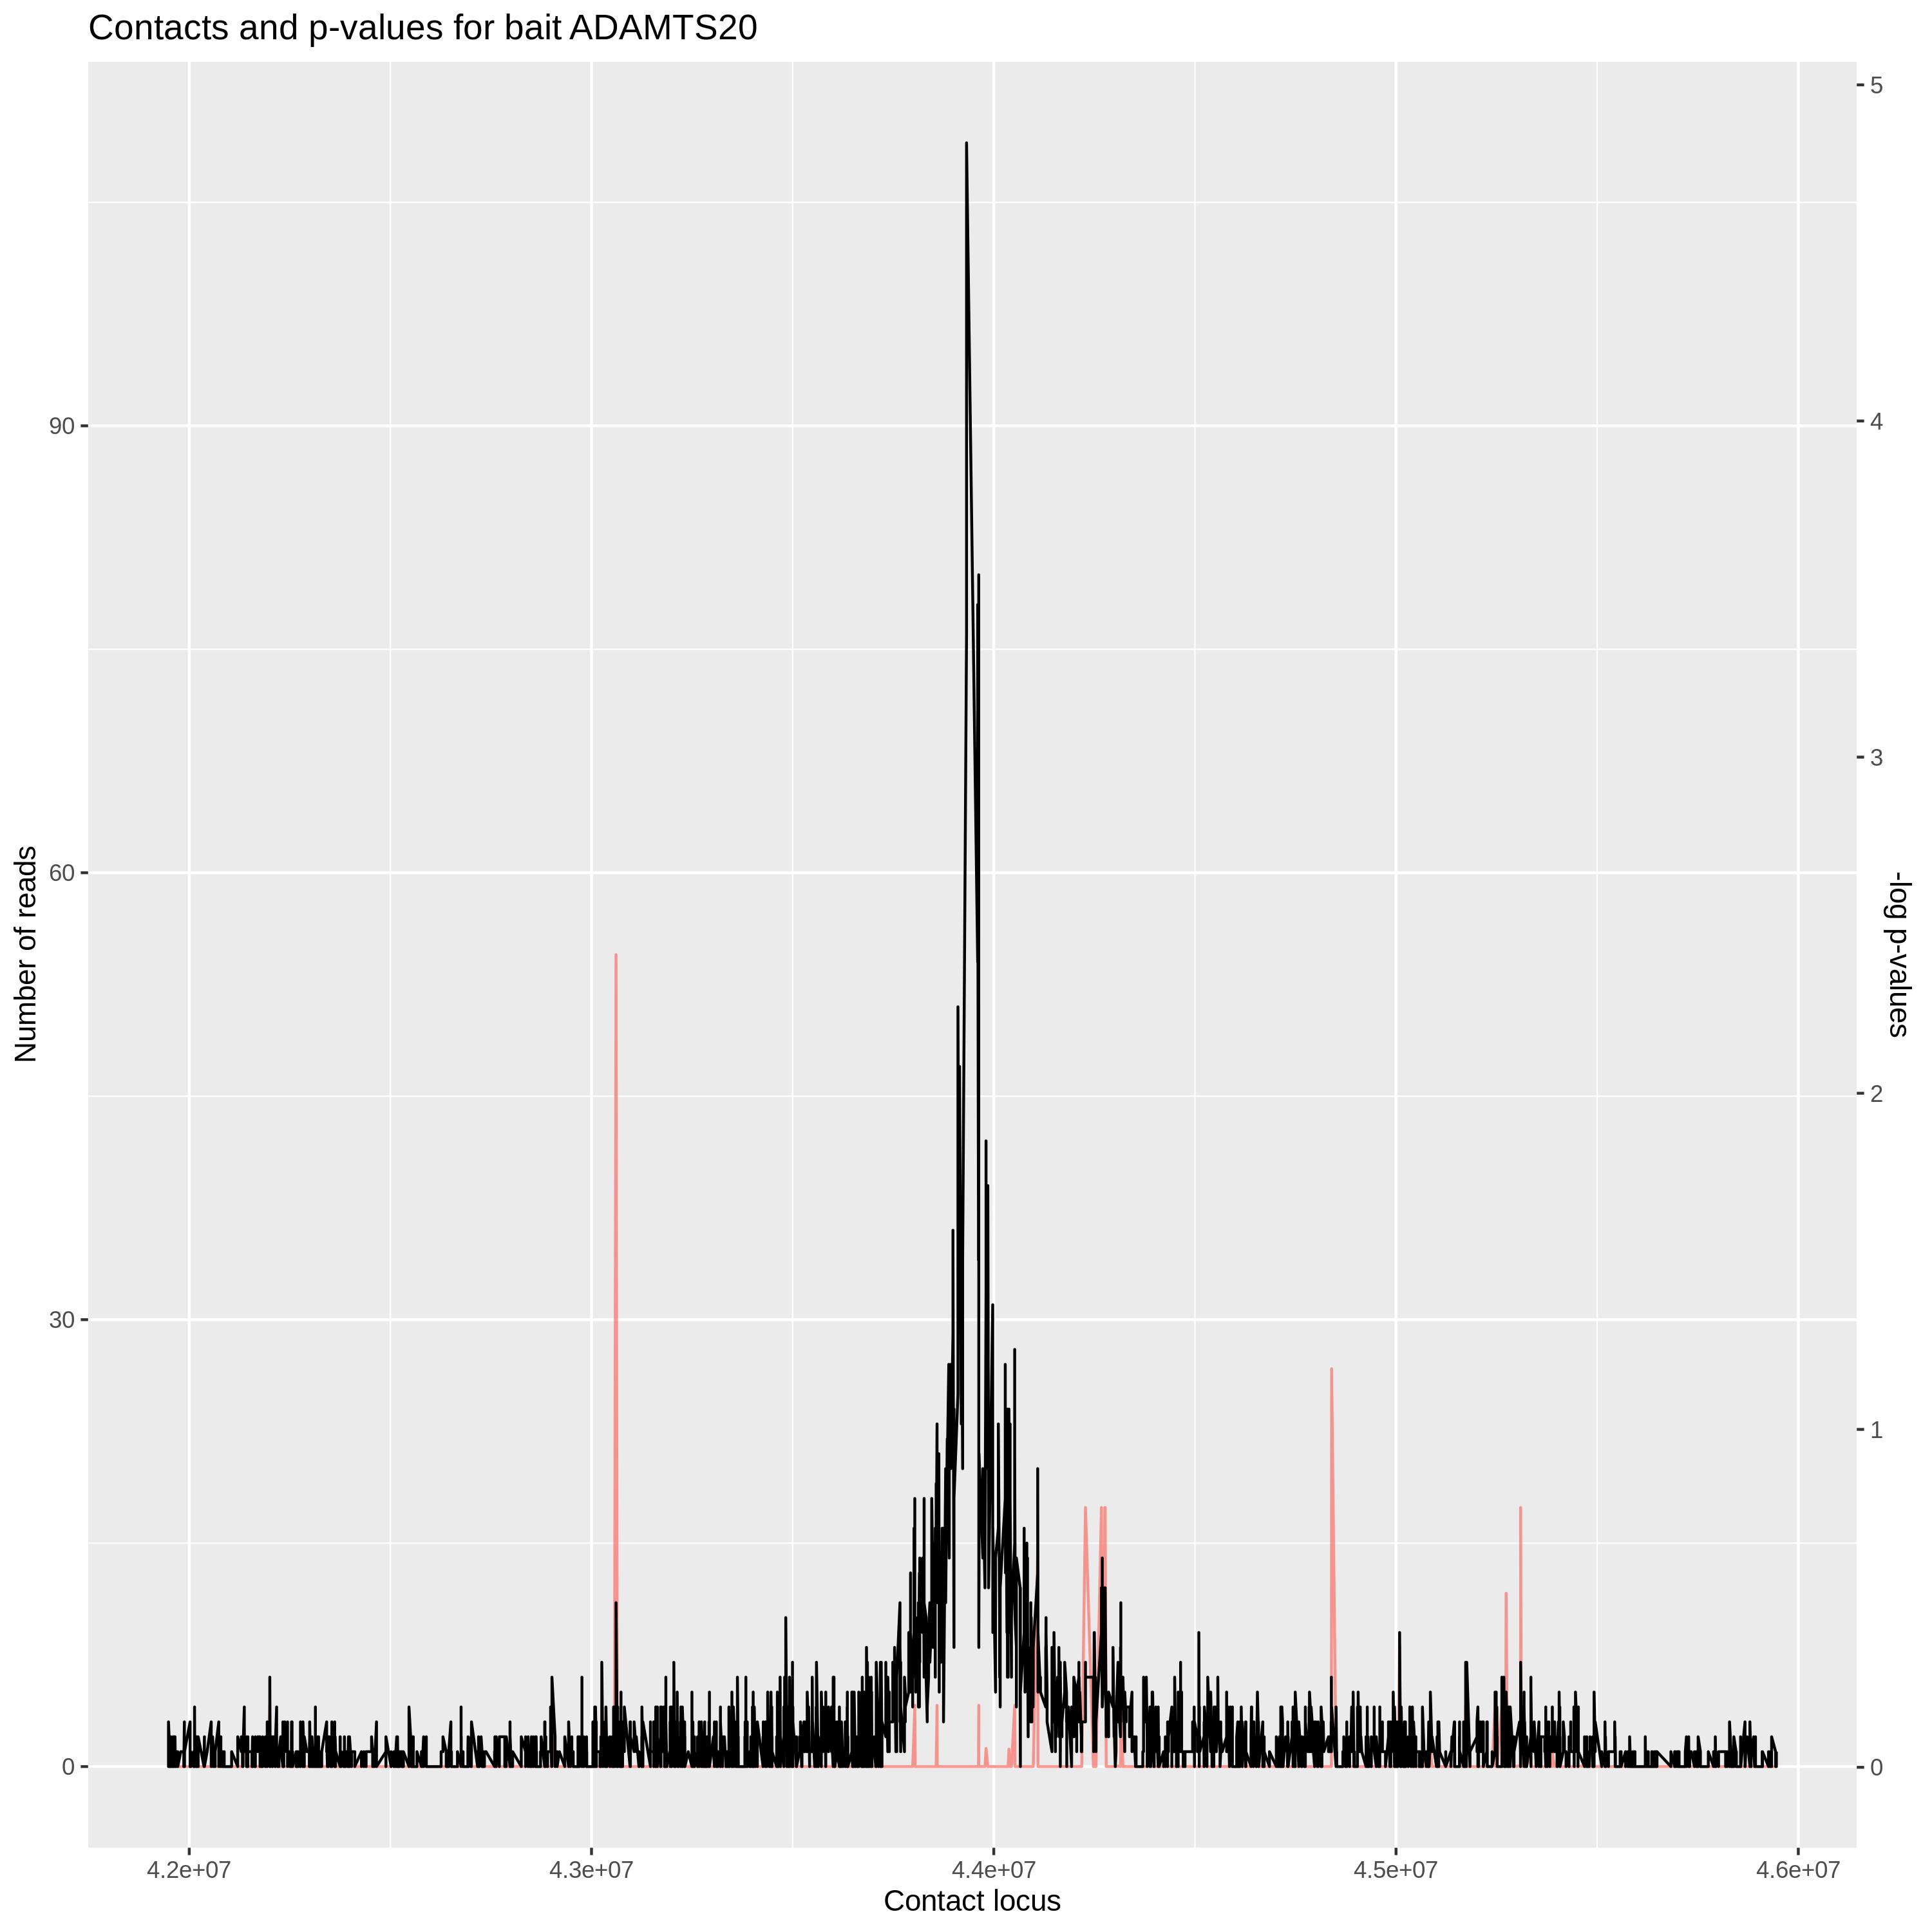 Contacts and p-values for bait ADAMTS20
5
90
4
3
60
Number of reads
-log p-values
2
30
1
0
0
4.2e+07
4.3e+07
4.4e+07
4.5e+07
4.6e+07
Contact locus